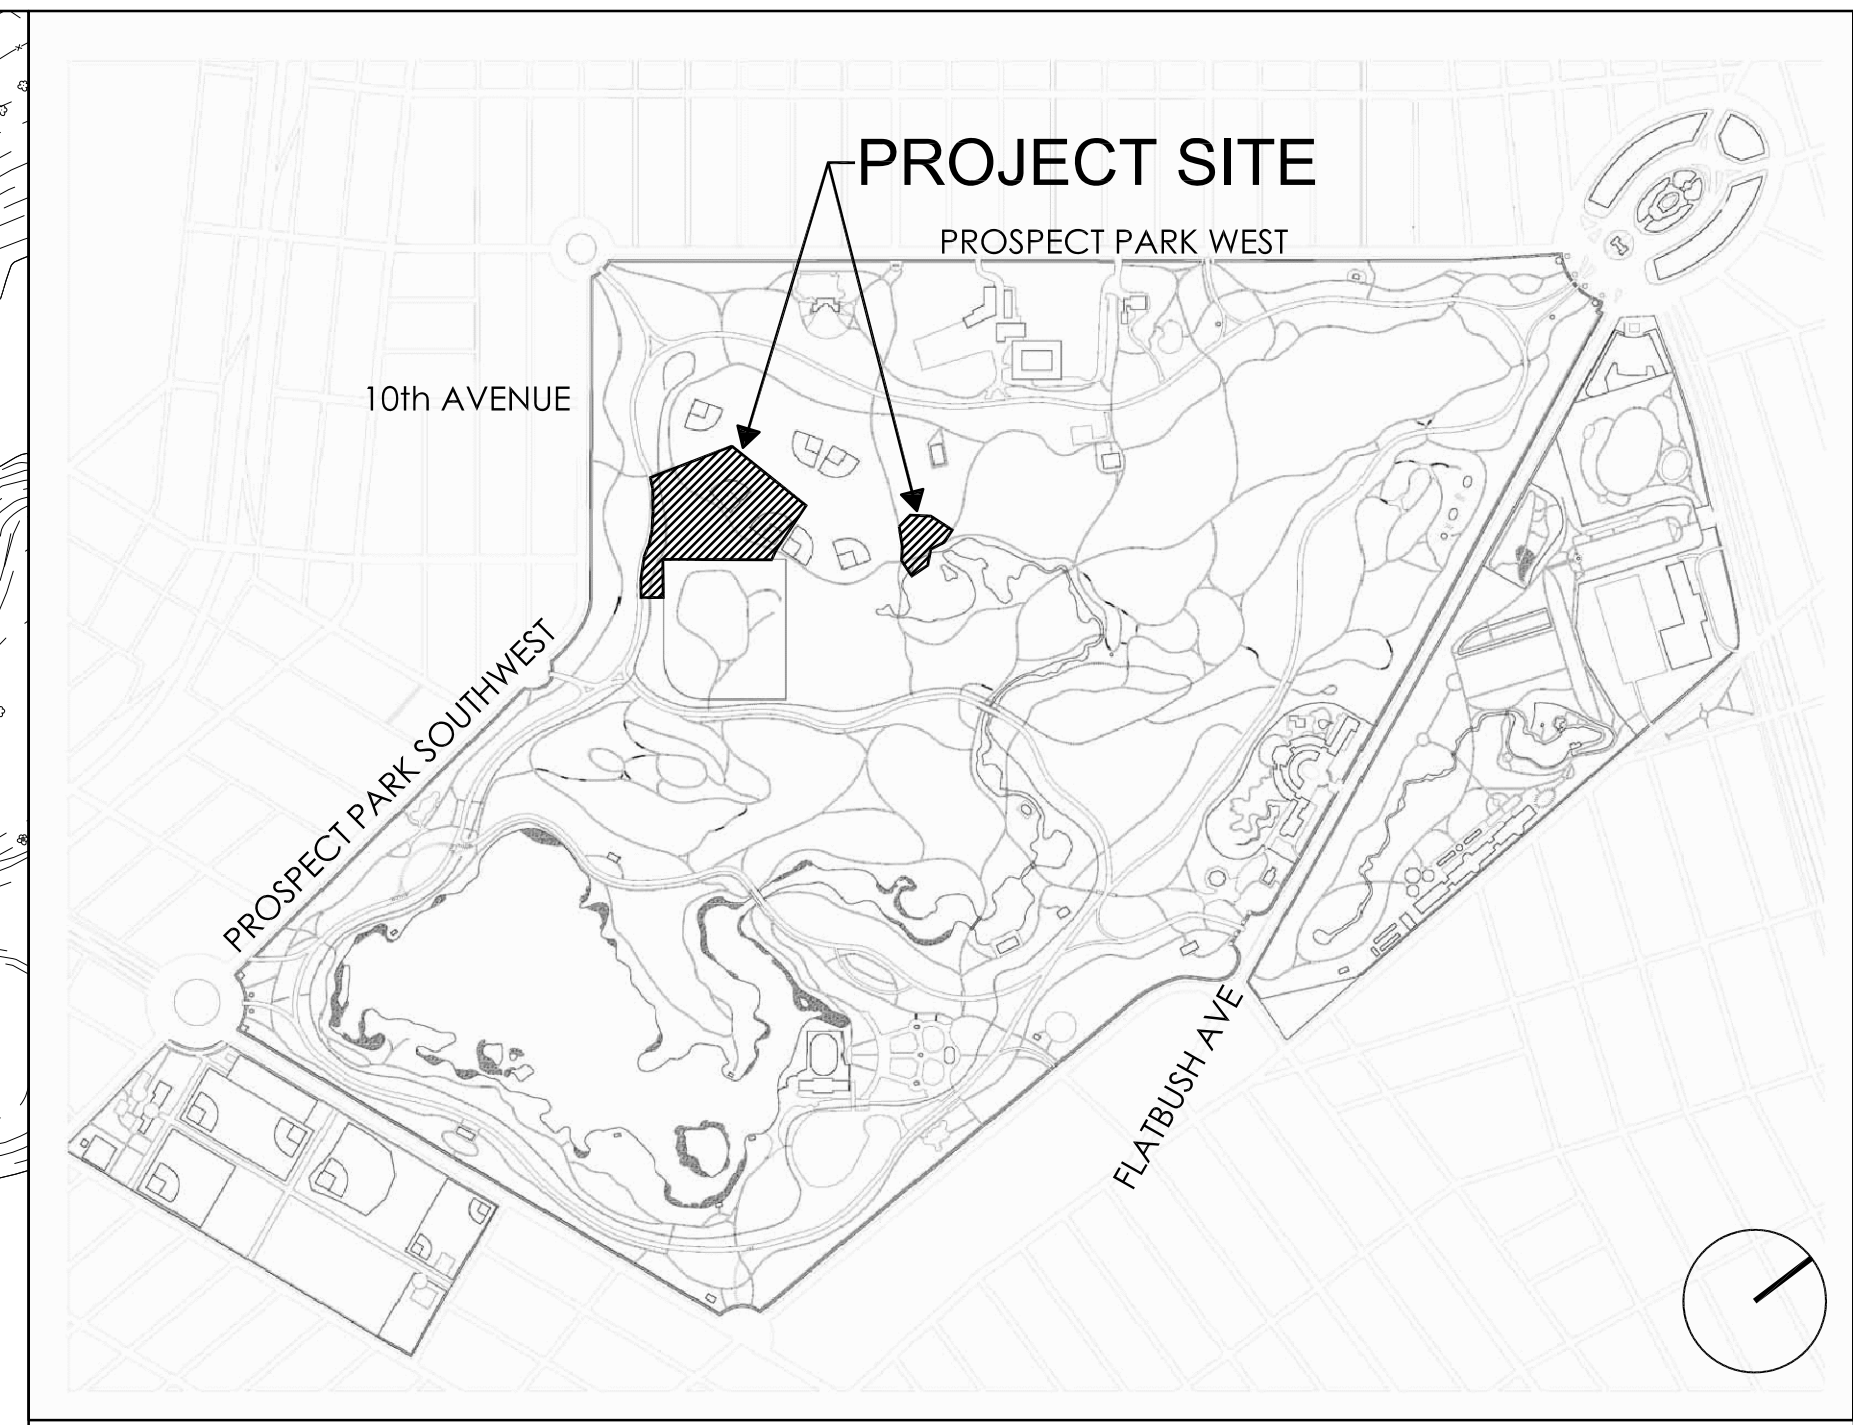 PROJECT SITE
PROSPECT PARK WEST
10th AVENUE
PROSPECT PARK SOUTHWEST
FLATBUSH AVE